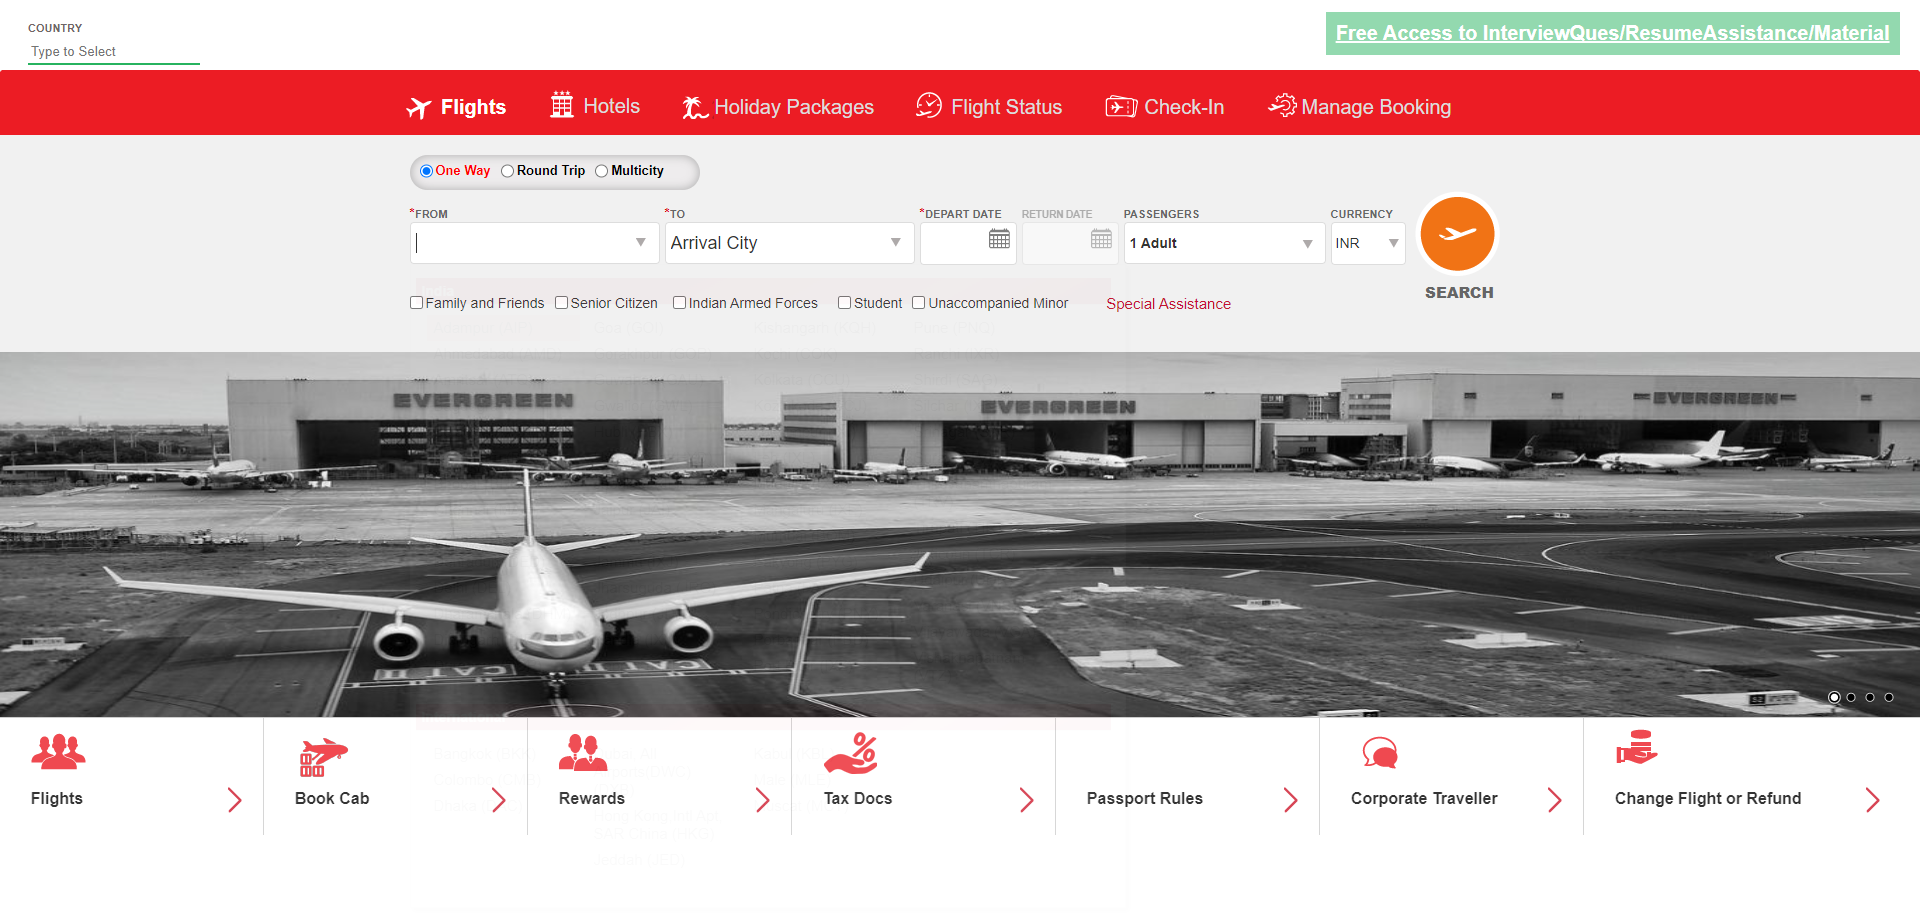 COUNTRY
Type to Select
Free Access to InterviewQues/ResumeAssistance/Material
Flights Hotels Holiday Packages Flight Status Check-In Manage Booking
One Way Round Trip Multicity
*FROM *TO *DEPART DATE RETURN DATE PASSENGERS CURRENCY
Arrival City 1 Adult INR
SEARCH
Family and Friends Senior Citizen Indian Armed Forces Student Unaccompanied Minor Special Assistance
EVERGREEN EVERGREEN EVERGREEN
CAT III CAT
Flights Book Cab Rewards Tax Docs Passport Rules Corporate Traveller Change Flight or Refund